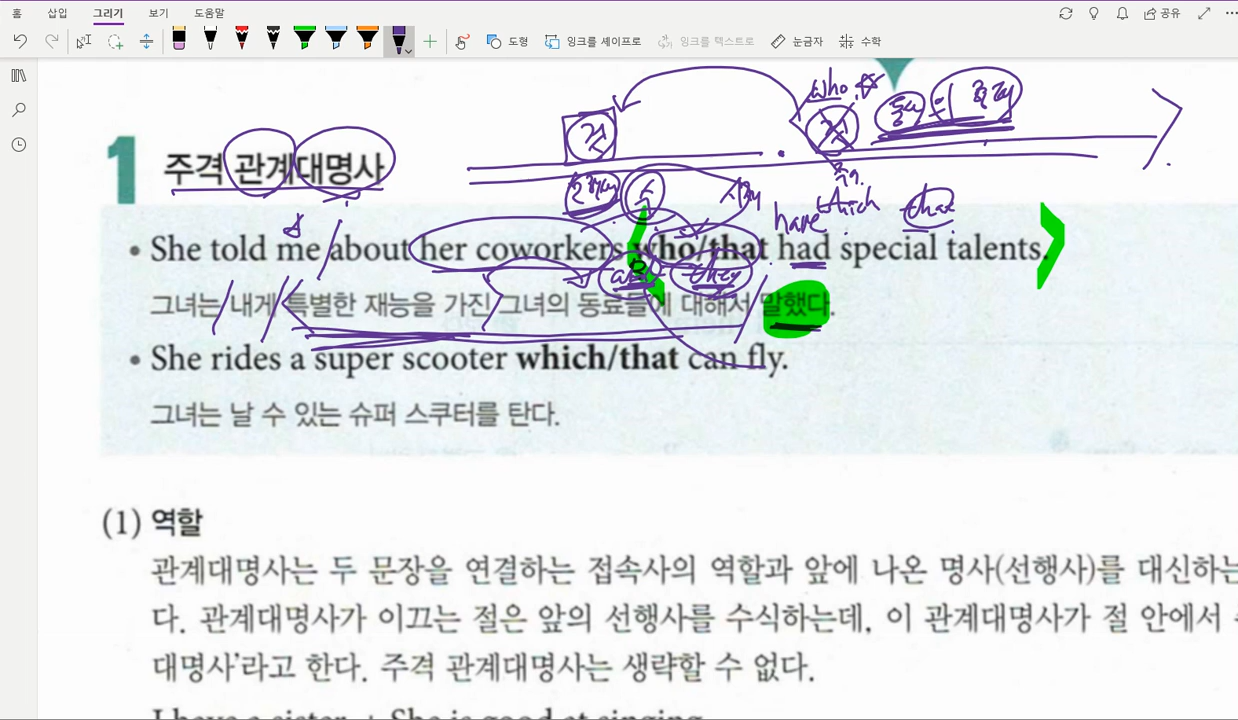 홈 삽입 그리기 보기 도움말 공유
도형 잉크를 셰이프로 잉크를 텍스트로 눈금자 수학
who
1 주격 관계대명사
which that
have
• She told me about her coworkers who/that had special talents.
and they
그녀는 내게 특별한 재능을 가진 그녀의 동료들에 대해서 말했다.
• She rides a super scooter which/that can fly.
그녀는 날 수 있는 슈퍼 스쿠터를 탄다.
(1) 역할
관계대명사는 두 문장을 연결하는 접속사의 역할과 앞에 나온 명사(선행사)를 대신하는
다. 관계대명사가 이끄는 절은 앞의 선행사를 수식하는데, 이 관계대명사가 절 안에서
대명사'라고 한다. 주격 관계대명사는 생략할 수 없다.
I have a sister. + She is good at singing.